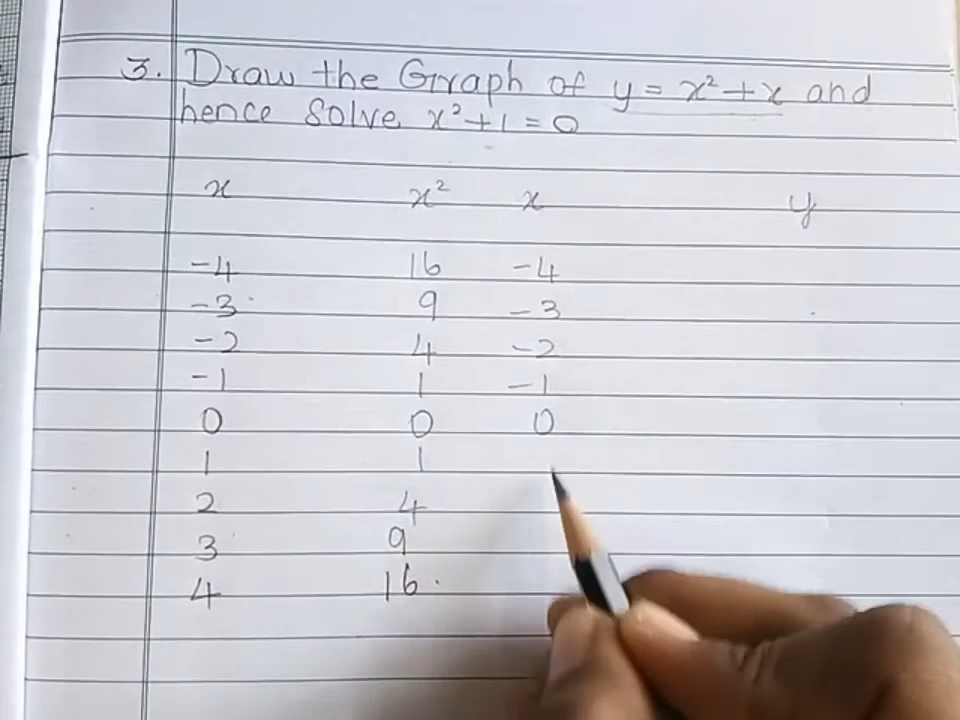 3. Draw the Graph of y = x² + x and
hence Solve x² + 1 = 0
x x² x y
-4 16 -4
-3 9 -3
-2 4 -2
-1 1 -1
0 0 0
1 1
2 4
3 9
4 16.